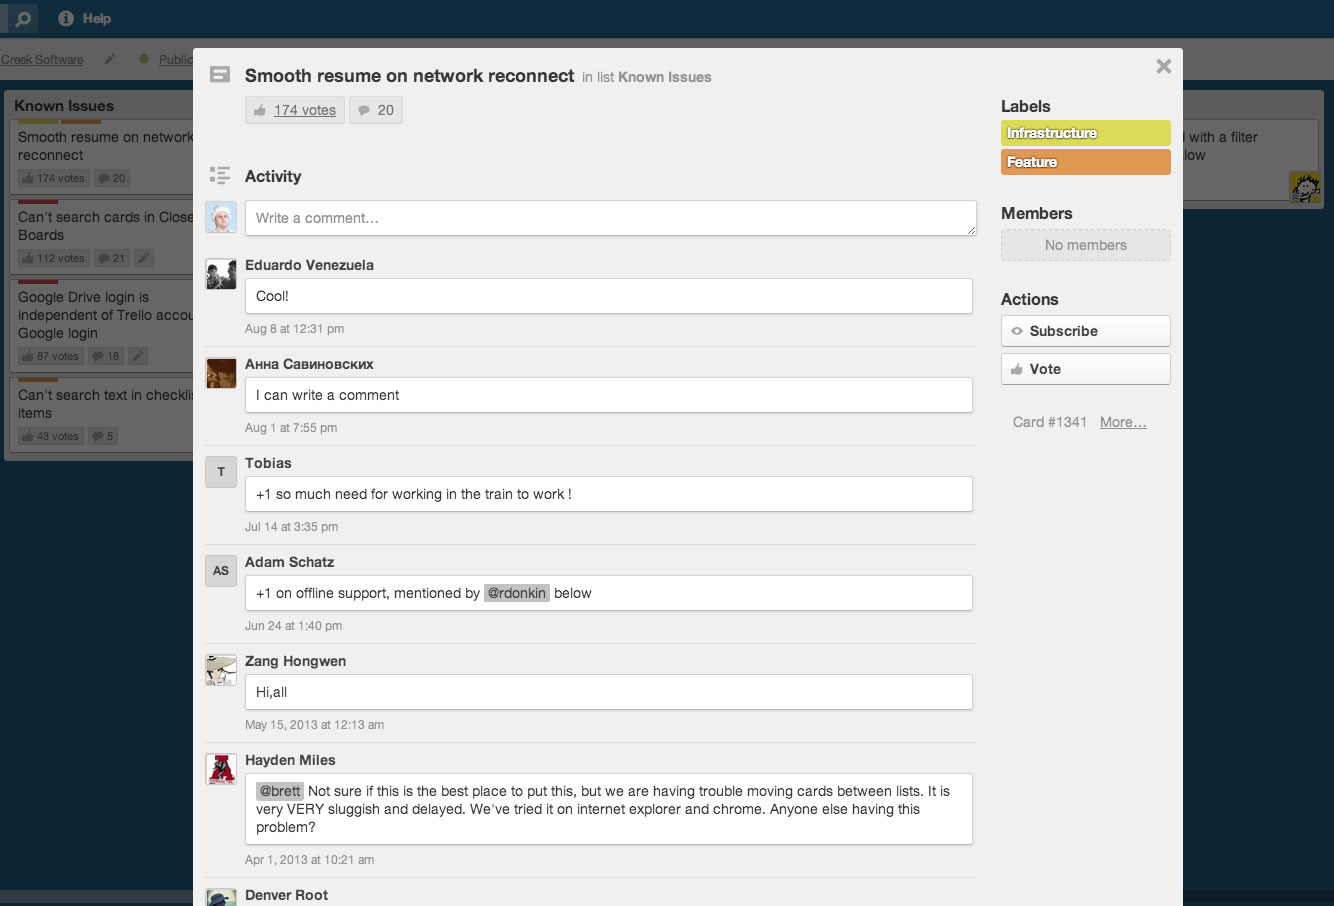 Help
Creek Software
Public
Known Issues
Smooth resume on network
reconnect
174 votes
20
Can't search cards in Close
Boards
112 votes
21
Google Drive login is
independent of Trello accou
Google login
87 votes
18
Can't search text in checklis
items
43 votes
5
Smooth resume on network reconnect in list Known Issues
174 votes
20
Activity
Write a comment…
Eduardo Venezuela
Cool!
Aug 8 at 12:31 pm
Анна Савиновских
I can write a comment
Aug 1 at 7:55 pm
T
Tobias
+1 so much need for working in the train to work !
Jul 14 at 3:35 pm
AS
Adam Schatz
+1 on offline support, mentioned by @rdonkin below
Jun 24 at 1:40 pm
Zang Hongwen
Hi,all
May 15, 2013 at 12:13 am
Hayden Miles
@brett Not sure if this is the best place to put this, but we are having trouble moving cards between lists. It is
very VERY sluggish and delayed. We've tried it on internet explorer and chrome. Anyone else having this
problem?
Apr 1, 2013 at 10:21 am
Denver Root
Labels
Infrastructure
Feature
Members
No members
Actions
Subscribe
Vote
Card #1341 More…
with a filter
low